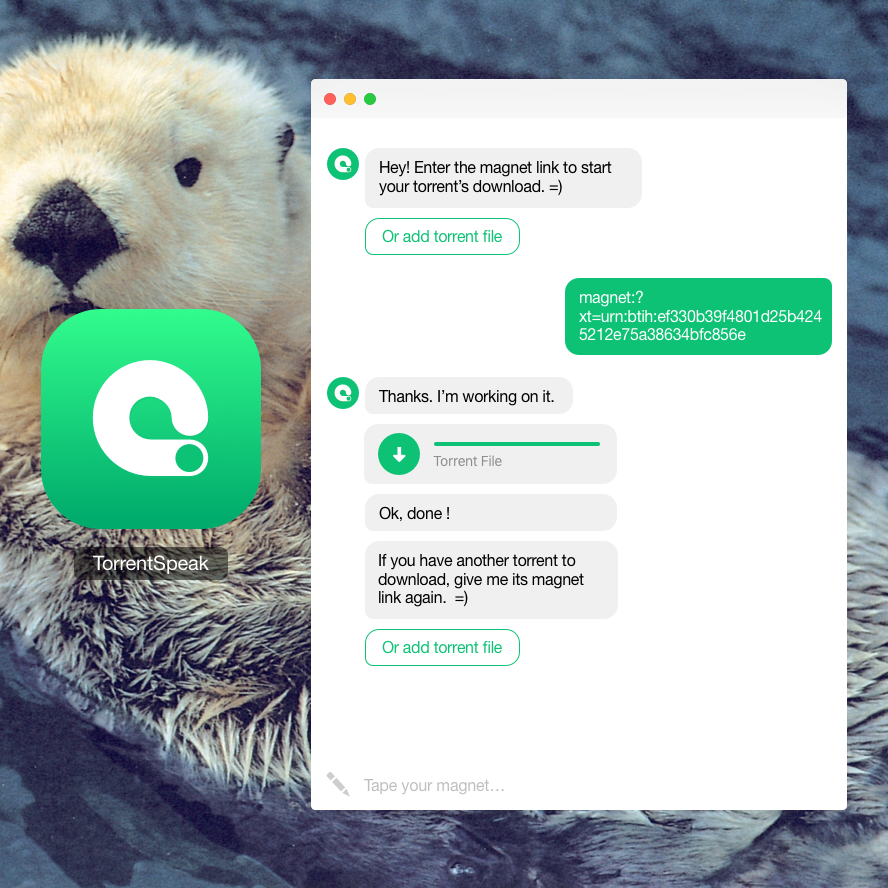 Hey! Enter the magnet link to start
your torrent’s download. =)
Or add torrent file
magnet:?
xt=urn:btih:ef330b39f4801d25b424
5212e75a38634bfc856e
Thanks. I’m working on it.
Torrent File
Ok, done !
TorrentSpeak
If you have another torrent to
download, give me its magnet
link again.  =)
Or add torrent file
Tape your magnet…